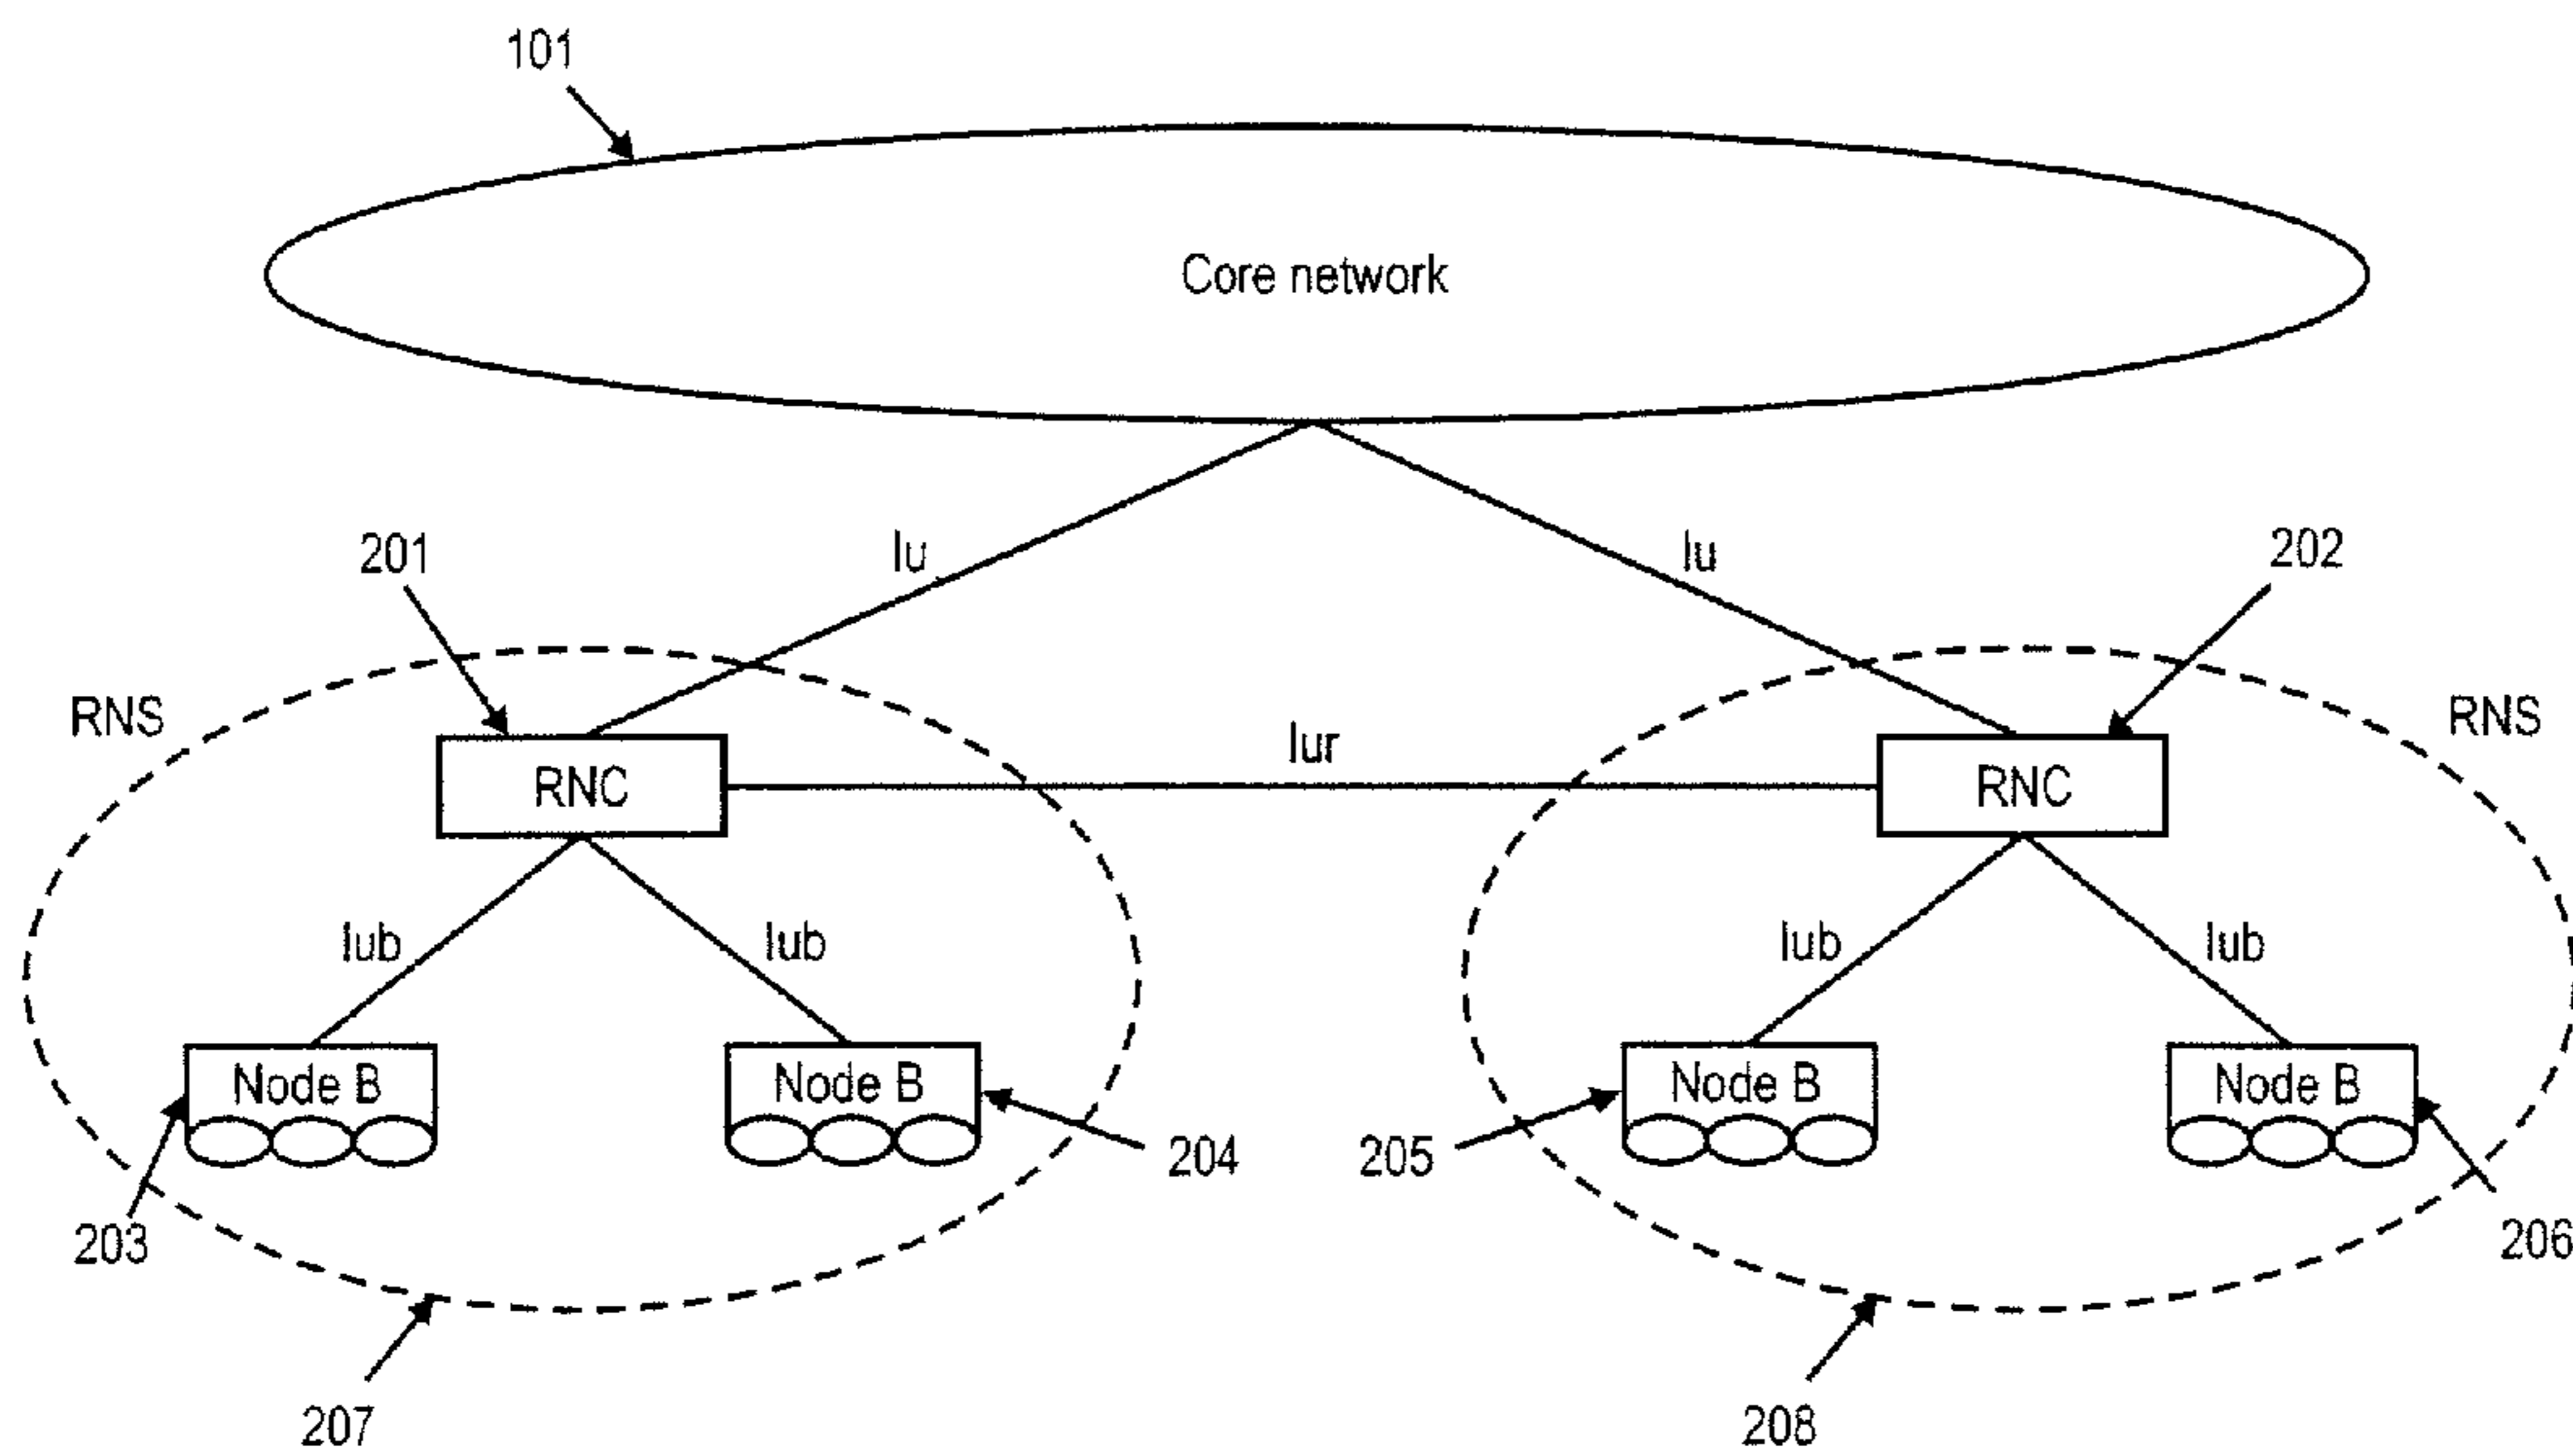 101
Core network
201
Iu
Iu
202
RNS
RNS
RNC
Iur
RNC
Iub
Iub
Iub
Iub
Node B
Node B
Node B
Node B
203
204
205
206
207
208